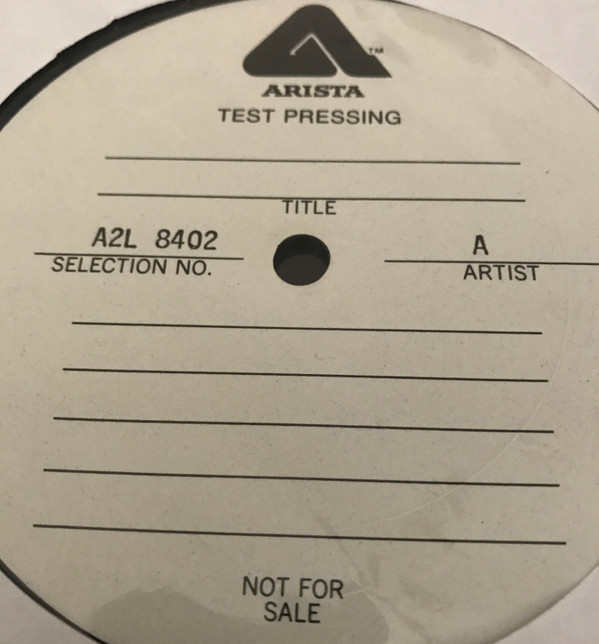 ™
ARISTA
TEST PRESSING
TITLE
A2L 8402
A
SELECTION NO.
ARTIST
NOT FOR
SALE